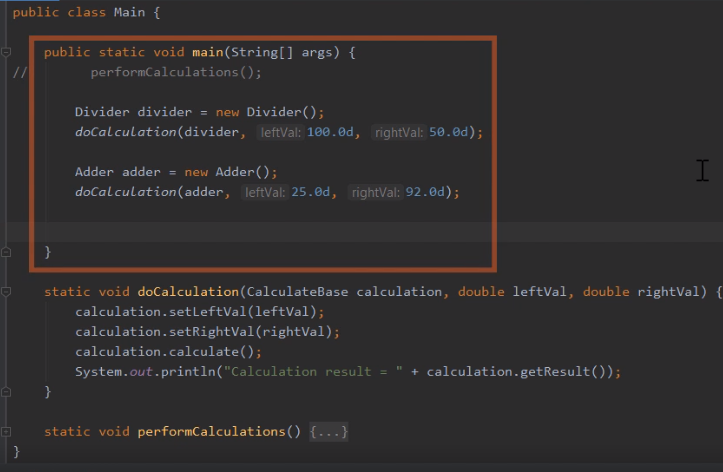 public class Main {
public static void main(String[] args) {
// performCalculations();
Divider divider = new Divider();
doCalculation(divider, leftVal: 100.0d, rightVal: 50.0d);
Adder adder = new Adder();
doCalculation(adder, leftVal: 25.0d, rightVal: 92.0d);
}
static void doCalculation(CalculateBase calculation, double leftVal, double rightVal) {
calculation.setLeftVal(leftVal);
calculation.setRightVal(rightVal);
calculation.calculate();
System.out.println("Calculation result = " + calculation.getResult());
}
static void performCalculations() {...}
}